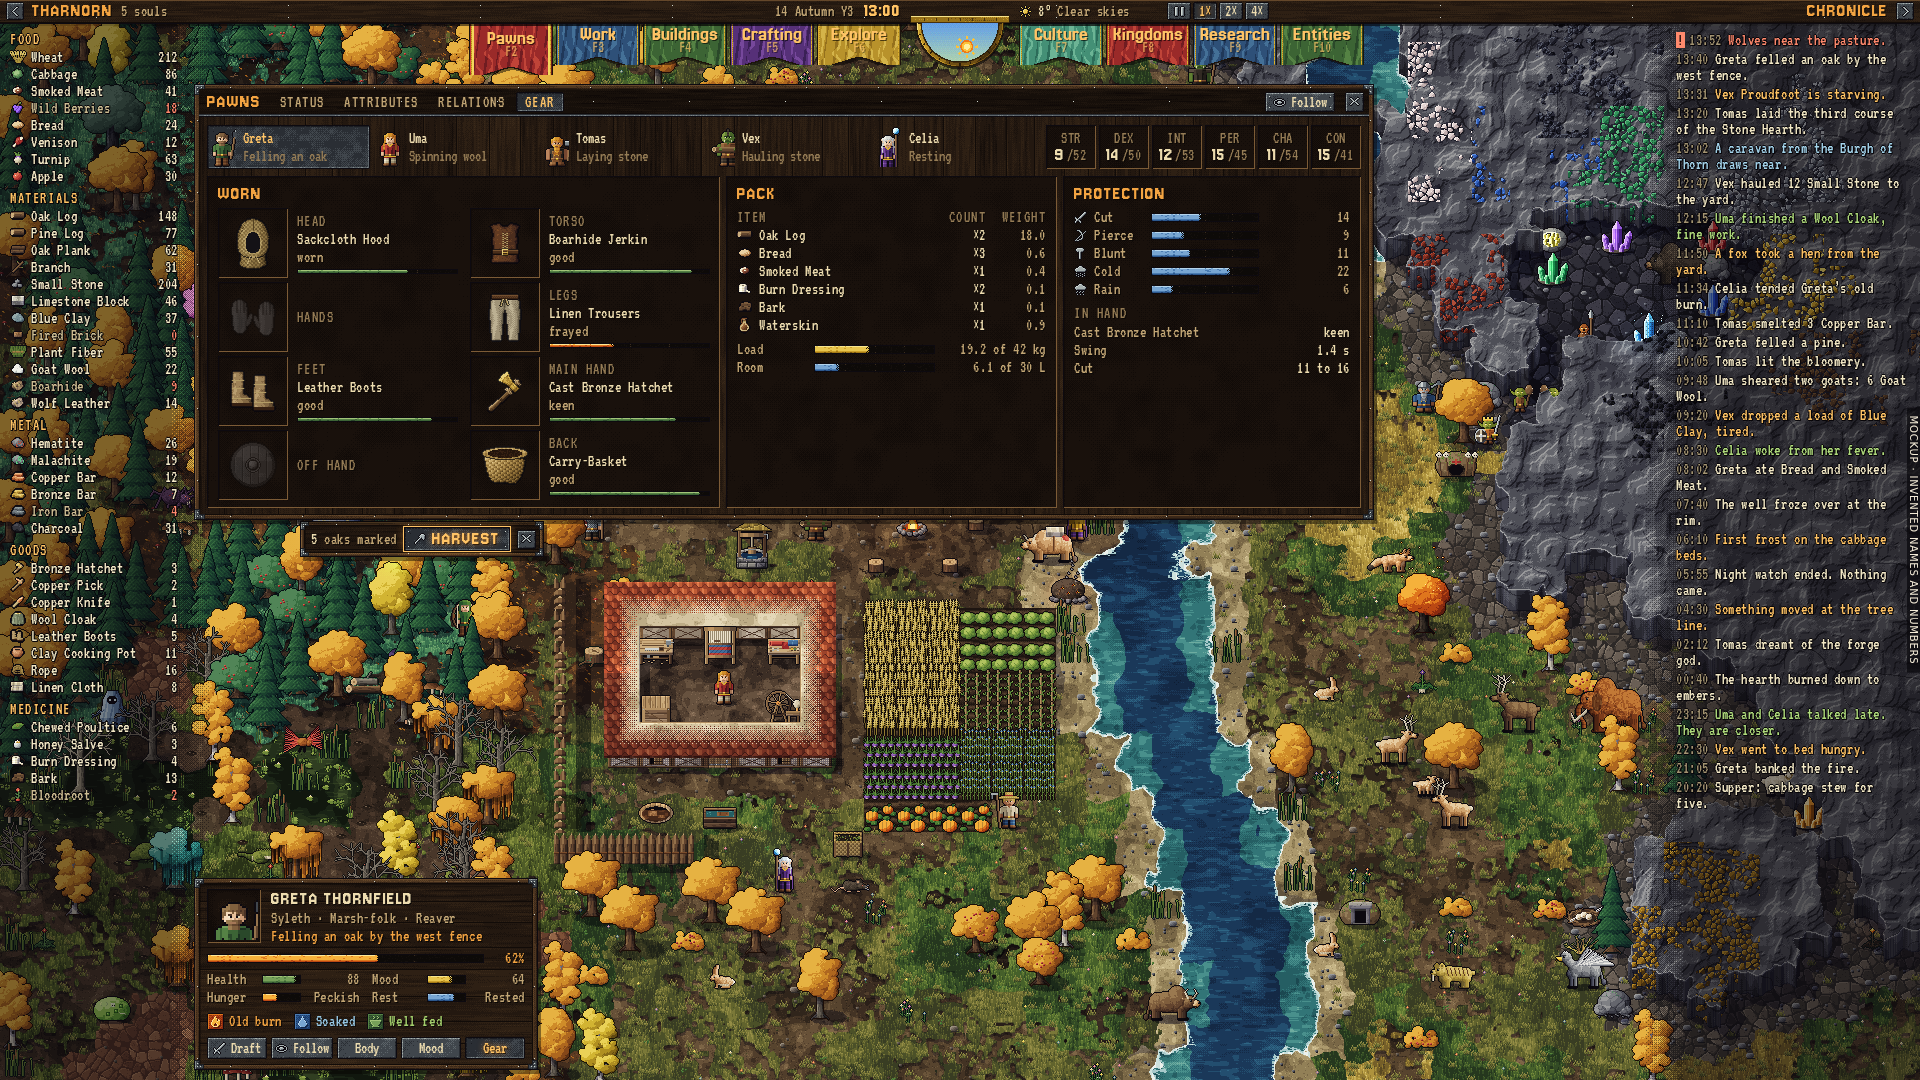 THARNORN 5 souls
14 Autumn Y3 13:00
8° Clear skies
1X 2X 4X
CHRONICLE
Pawns F2
Work F3
Buildings F4
Crafting F5
Explore F6
Culture F7
Kingdoms F8
Research F9
Entities F10
FOOD
Wheat 212
Cabbage 86
Smoked Meat 41
Wild Berries 18
Bread 24
Venison 12
Turnip 63
Apple 30
MATERIALS
Oak Log 148
Pine Log 77
Oak Plank 62
Branch 31
Small Stone 204
Limestone Block 46
Blue Clay 37
Fired Brick 0
Plant Fiber 55
Goat Wool 22
Boarhide 9
Wolf Leather 14
METAL
Hematite 26
Malachite 19
Copper Bar 12
Bronze Bar 7
Iron Bar 4
Charcoal 31
GOODS
Bronze Hatchet 3
Copper Pick 2
Copper Knife 1
Wool Cloak 4
Leather Boots 5
Clay Cooking Pot 11
Rope 16
Linen Cloth 8
MEDICINE
Chewed Poultice 6
Honey Salve 3
Burn Dressing 4
Bark 13
Bloodroot 2
PAWNS STATUS ATTRIBUTES RELATIONS GEAR
Follow
Greta
Felling an oak
Uma
Spinning wool
Tomas
Laying stone
Vex
Hauling stone
Celia
Resting
STR 9 /52
DEX 14 /50
INT 12 /53
PER 15 /45
CHA 11 /54
CON 15 /41
WORN
HEAD
Sackcloth Hood
worn
TORSO
Boarhide Jerkin
good
HANDS
LEGS
Linen Trousers
frayed
FEET
Leather Boots
good
MAIN HAND
Cast Bronze Hatchet
keen
OFF HAND
BACK
Carry-Basket
good
PACK
ITEM COUNT WEIGHT
Oak Log X2 18.0
Bread X3 0.6
Smoked Meat X1 0.4
Burn Dressing X2 0.1
Bark X1 0.1
Waterskin X1 0.9
Load 19.2 of 42 kg
Room 6.1 of 30 L
PROTECTION
Cut 14
Pierce 9
Blunt 11
Cold 22
Rain 6
IN HAND
Cast Bronze Hatchet keen
Swing 1.4 s
Cut 11 to 16
5 oaks marked HARVEST
GRETA THORNFIELD
Syleth · Marsh-folk · Reaver
Felling an oak by the west fence
62%
Health 88 Mood 64
Hunger Peckish Rest Rested
Old burn Soaked Well fed
Draft Follow Body Mood Gear
! 13:52 Wolves near the pasture.
13:40 Greta felled an oak by the
west fence.
13:31 Vex Proudfoot is starving.
13:20 Tomas laid the third course
of the Stone Hearth.
13:02 A caravan from the Burgh of
Thorn draws near.
12:47 Vex hauled 12 Small Stone to
the yard.
12:15 Uma finished a Wool Cloak,
fine work.
11:50 A fox took a hen from the
yard.
11:34 Celia tended Greta's old
burn.
11:10 Tomas smelted 3 Copper Bar.
10:42 Greta felled a pine.
10:05 Tomas lit the bloomery.
09:48 Uma sheared two goats: 6 Goat
Wool.
09:20 Vex dropped a load of Blue
Clay, tired.
08:30 Celia woke from her fever.
08:02 Greta ate Bread and Smoked
Meat.
07:40 The well froze over at the
rim.
06:10 First frost on the cabbage
beds.
05:55 Night watch ended. Nothing
came.
04:30 Something moved at the tree
line.
02:12 Tomas dreamt of the forge
god.
00:40 The hearth burned down to
embers.
23:15 Uma and Celia talked late.
They are closer.
22:30 Vex went to bed hungry.
21:05 Greta banked the fire.
20:20 Supper: cabbage stew for
five.
MOCKUP · INVENTED NAMES AND NUMBERS